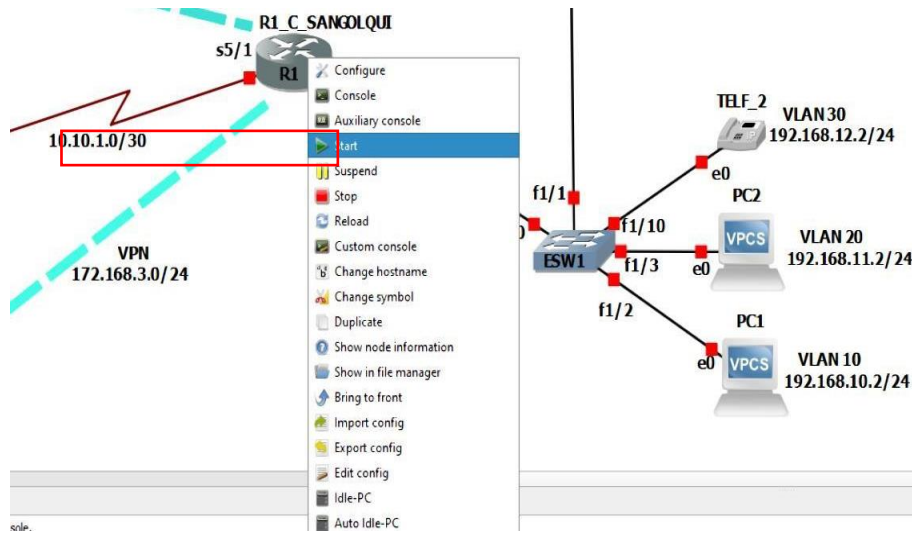 R1_C_SANGOLQUI
s5/1
R1
10.10.1.0/30
VPN
172.168.3.0/24
Configure
Console
Auxiliary console
Start
Suspend
Stop
Reload
Custom console
Change hostname
Change symbol
Duplicate
Show node information
Show in file manager
Bring to front
Import config
Export config
Edit config
Idle-PC
Auto Idle-PC
TELF_2
VLAN 30
192.168.12.2/24
e0
f1/1
f1/10
PC2
VPCS
VLAN 20
192.168.11.2/24
ESW1
f1/3
e0
f1/2
PC1
e0
VPCS
VLAN 10
192.168.10.2/24
sole.